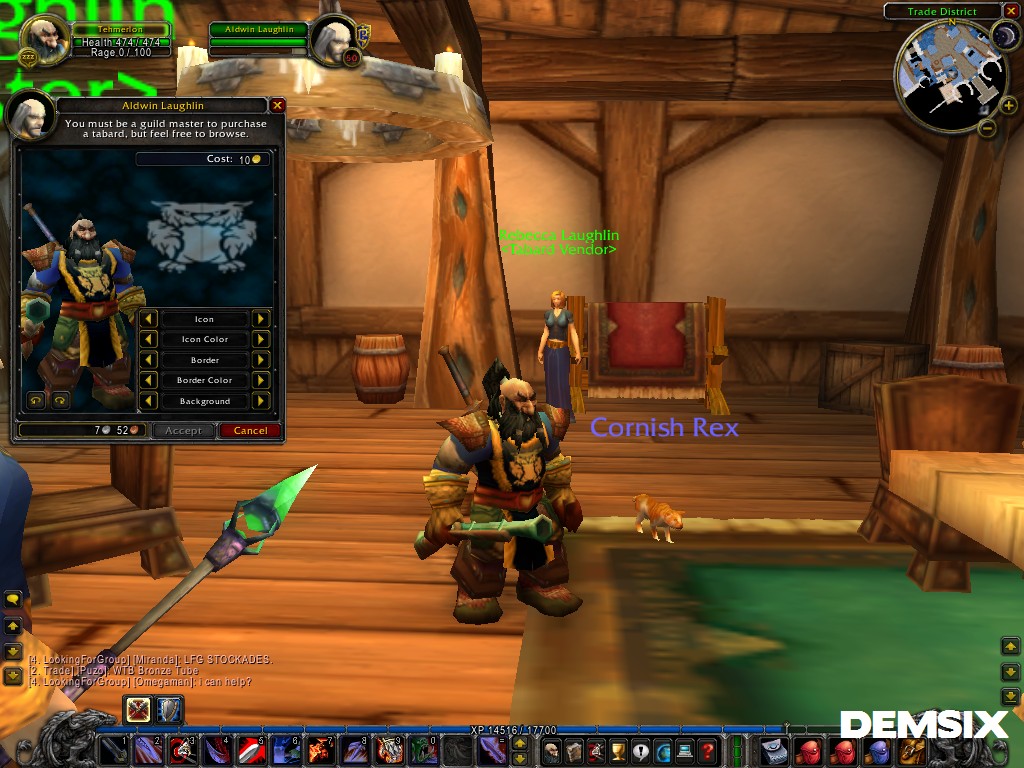 Tehmerion
Health 474 / 474
Rage 0 / 100
zzz
Aldwin Laughlin
50
Trade District
N
Aldwin Laughlin
You must be a guild master to purchase
a tabard, but feel free to browse.
Cost: 10
Icon
Icon Color
Border
Border Color
Background
7 52
Accept
Cancel
Rebecca Laughlin
<Tabard Vendor>
Cornish Rex
[4. LookingForGroup] [Miranda]: LFG STOCKADES.
[2. Trade] [Puzo]: WTB Bronze Tube
[4. LookingForGroup] [Omegaman]: i can help?
XP 14516 / 17700
DEMSIX